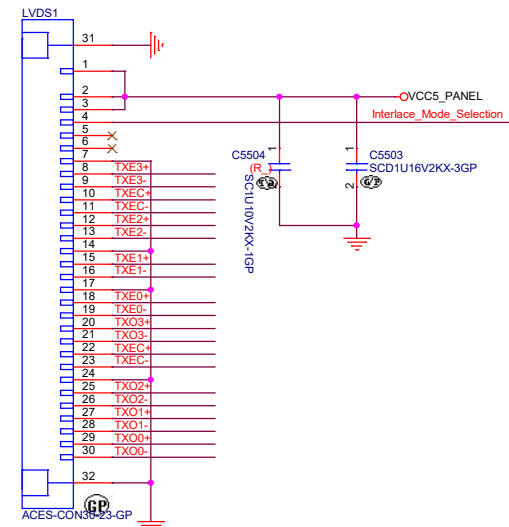 LVDS1
31
1
2
VCC5_PANEL
3
4
Interlace_Mode_Selection
5
6
7
8 TXE3+
9 TXE3-
10 TXEC+
11 TXEC-
12 TXE2+
13 TXE2-
14
15 TXE1+
16 TXE1-
17
18 TXE0+
19 TXE0-
20 TXO3+
21 TXO3-
22 TXEC+
23 TXEC-
24
25 TXO2+
26 TXO2-
27 TXO1+
28 TXO1-
29 TXO0+
30 TXO0-
32
GP
ACES-CON30-23-GP
1
C5504
(R_)
SC1U10V2KX-1GP
1
C5503
SCD1U16V2KX-3GP
2
GP